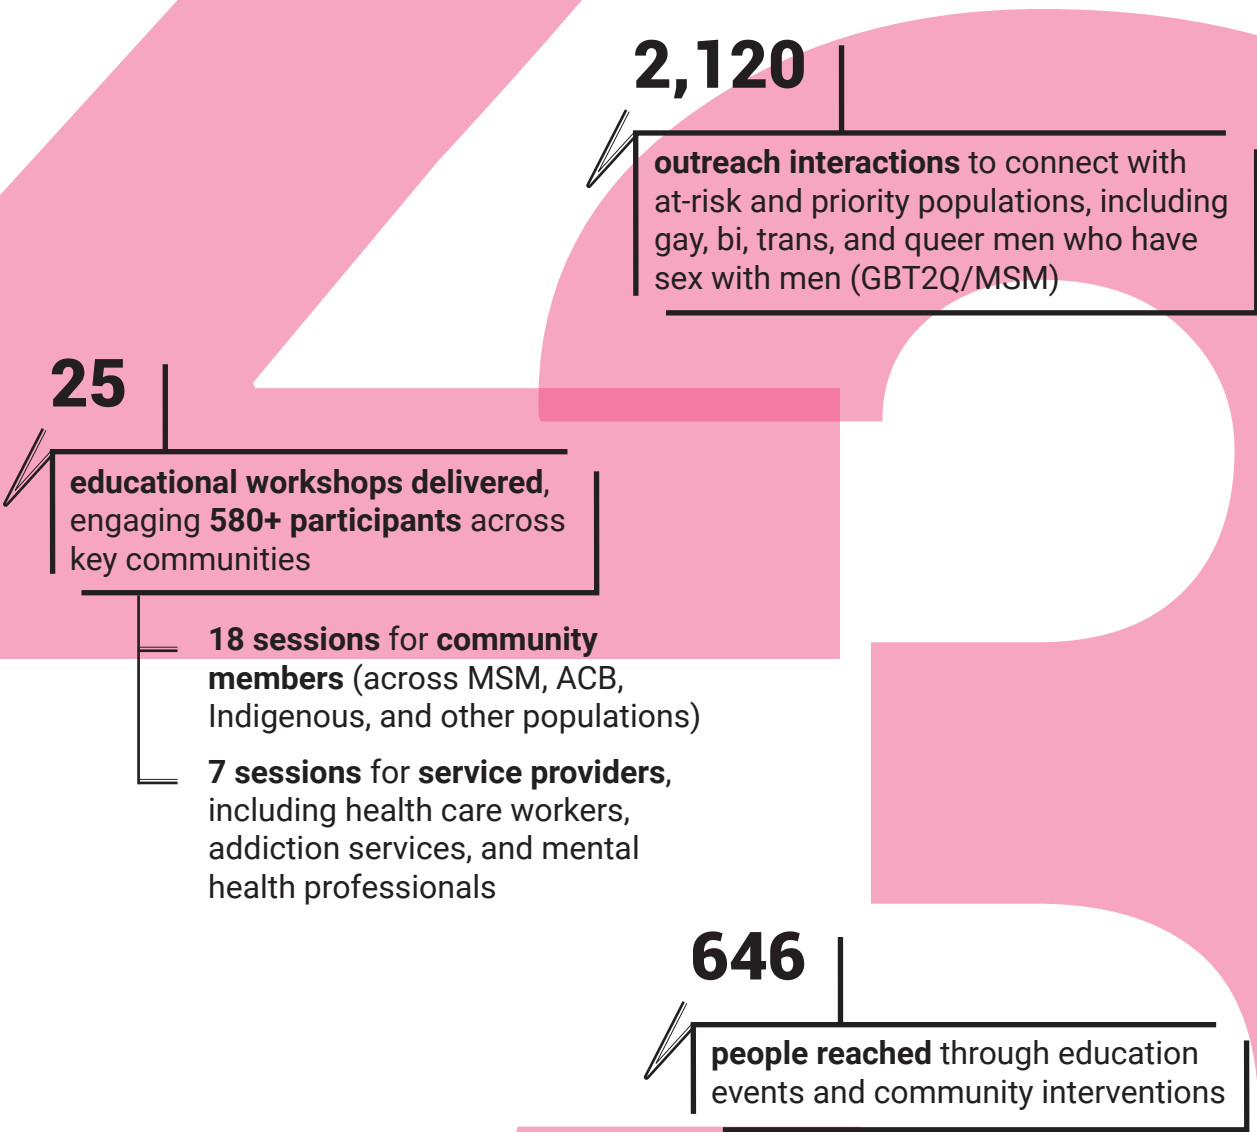 2,120
outreach interactions to connect with
at-risk and priority populations, including
gay, bi, trans, and queer men who have
sex with men (GBT2Q/MSM)
25
educational workshops delivered,
engaging 580+ participants across
key communities
18 sessions for community
members (across MSM, ACB,
Indigenous, and other populations)
7 sessions for service providers,
including health care workers,
addiction services, and mental
health professionals
646
people reached through education
events and community interventions